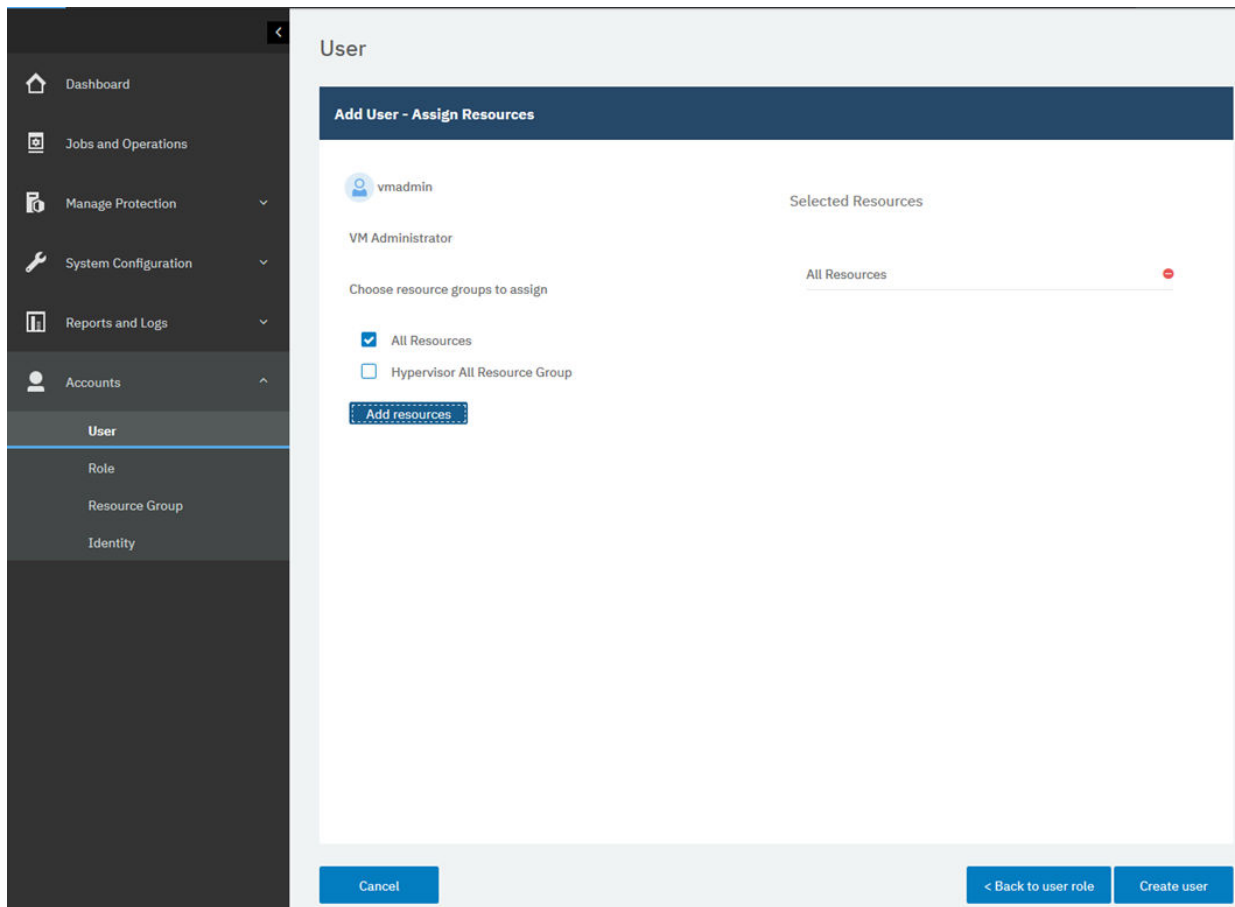 Dashboard
Jobs and Operations
Manage Protection
System Configuration
Reports and Logs
Accounts
User
Role
Resource Group
Identity
User
Add User - Assign Resources
vmadmin
VM Administrator
Choose resource groups to assign
All Resources
Hypervisor All Resource Group
Add resources
Selected Resources
All Resources
Cancel
< Back to user role
Create user